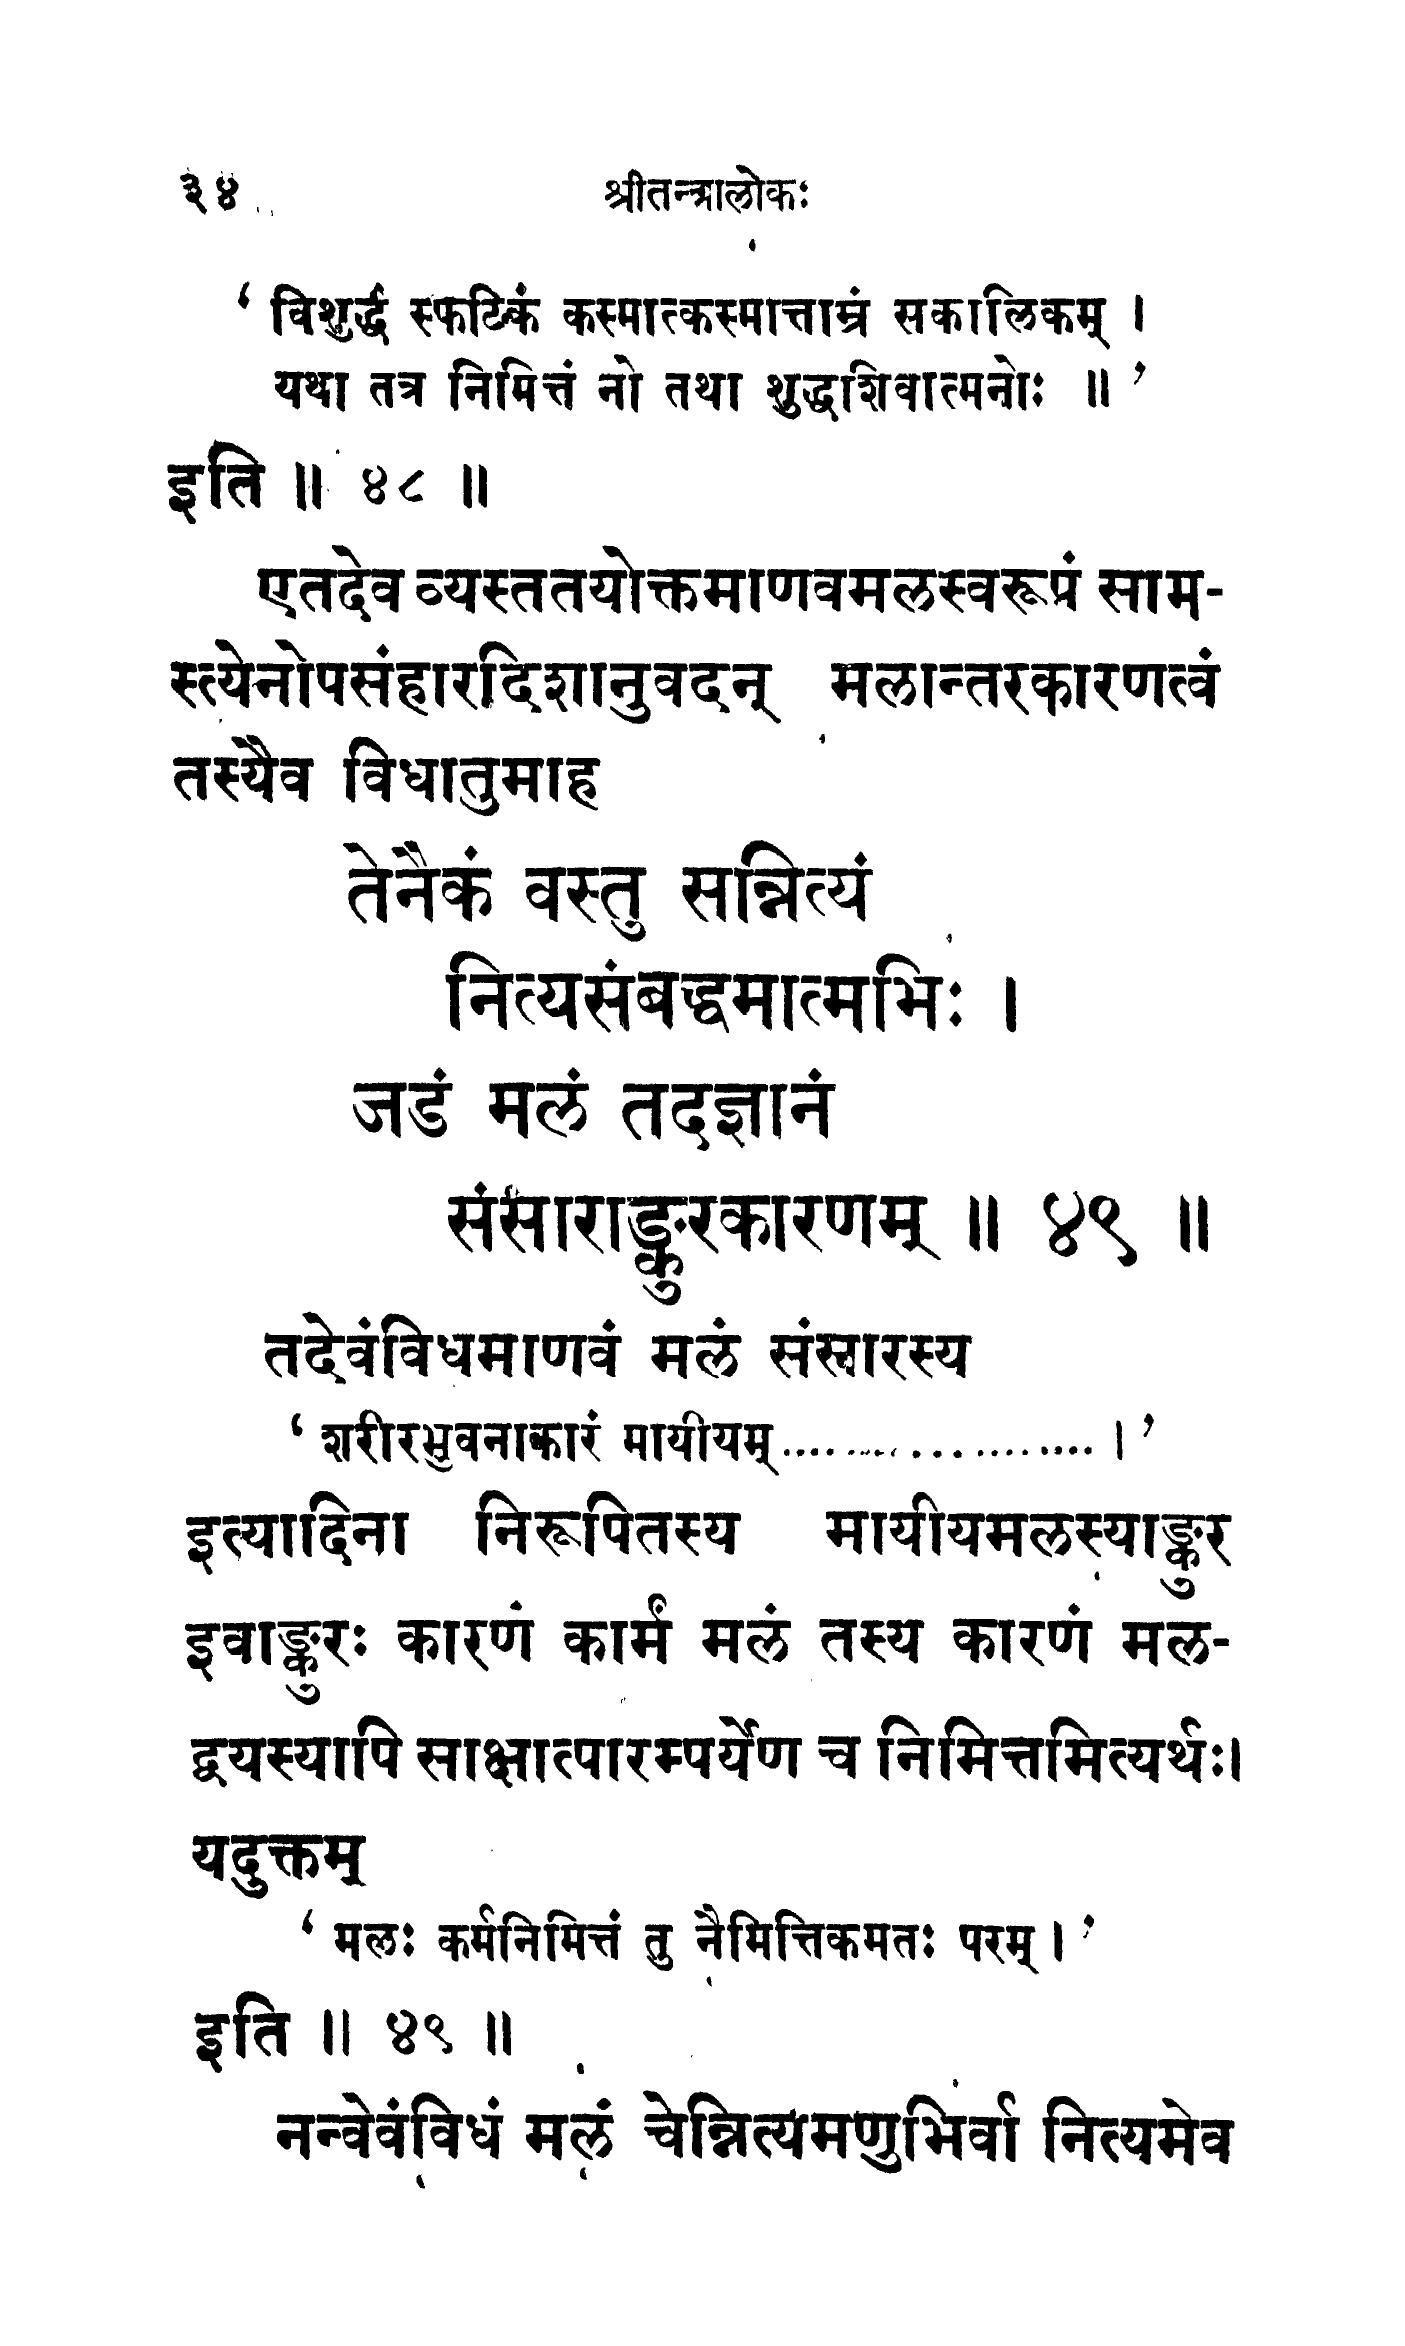 ३४ श्रीतन्त्रालोकः
‘ विशुर्द्ध स्फटिकं कस्मात्कस्मात्ताम्रं सकालिकम् ।
यथा तत्र निमित्तं नो तथा शुद्धाशिवात्मनोः ॥ ’
इति ॥ ४८ ॥
एतदेव व्यस्ततयोक्तमाणवमलस्वरूपं साम-
स्त्येनोपसंहारदिशानुवदन् मलान्तरकारणत्वं
तस्यैव विधातुमाह
तेनैकं वस्तु सन्नित्यं
नित्यसंबद्धमात्मभिः ।
जडं मलं तदज्ञानं
संसाराङ्कुरकारणम् ॥ ४९ ॥
तदेवंविधमाणवं मलं संसारस्य
‘ शरीरभुवनाकारं मायीयम्........................ । ’
इत्यादिना निरूपितस्य मायीयमलस्याङ्कुर
इवाङ्कुरः कारणं कार्मं मलं तस्य कारणं मल-
द्वयस्यापि साक्षात्पारम्पर्येण च निमित्तमित्यर्थः।
यदुक्तम्
‘ मलः कर्मनिमित्तं तु नैमित्तिकमतः परम् । ’
इति ॥ ४९ ॥
नन्वेवंविधं मलं चेन्नित्यमणुभिर्वा नित्यमेव